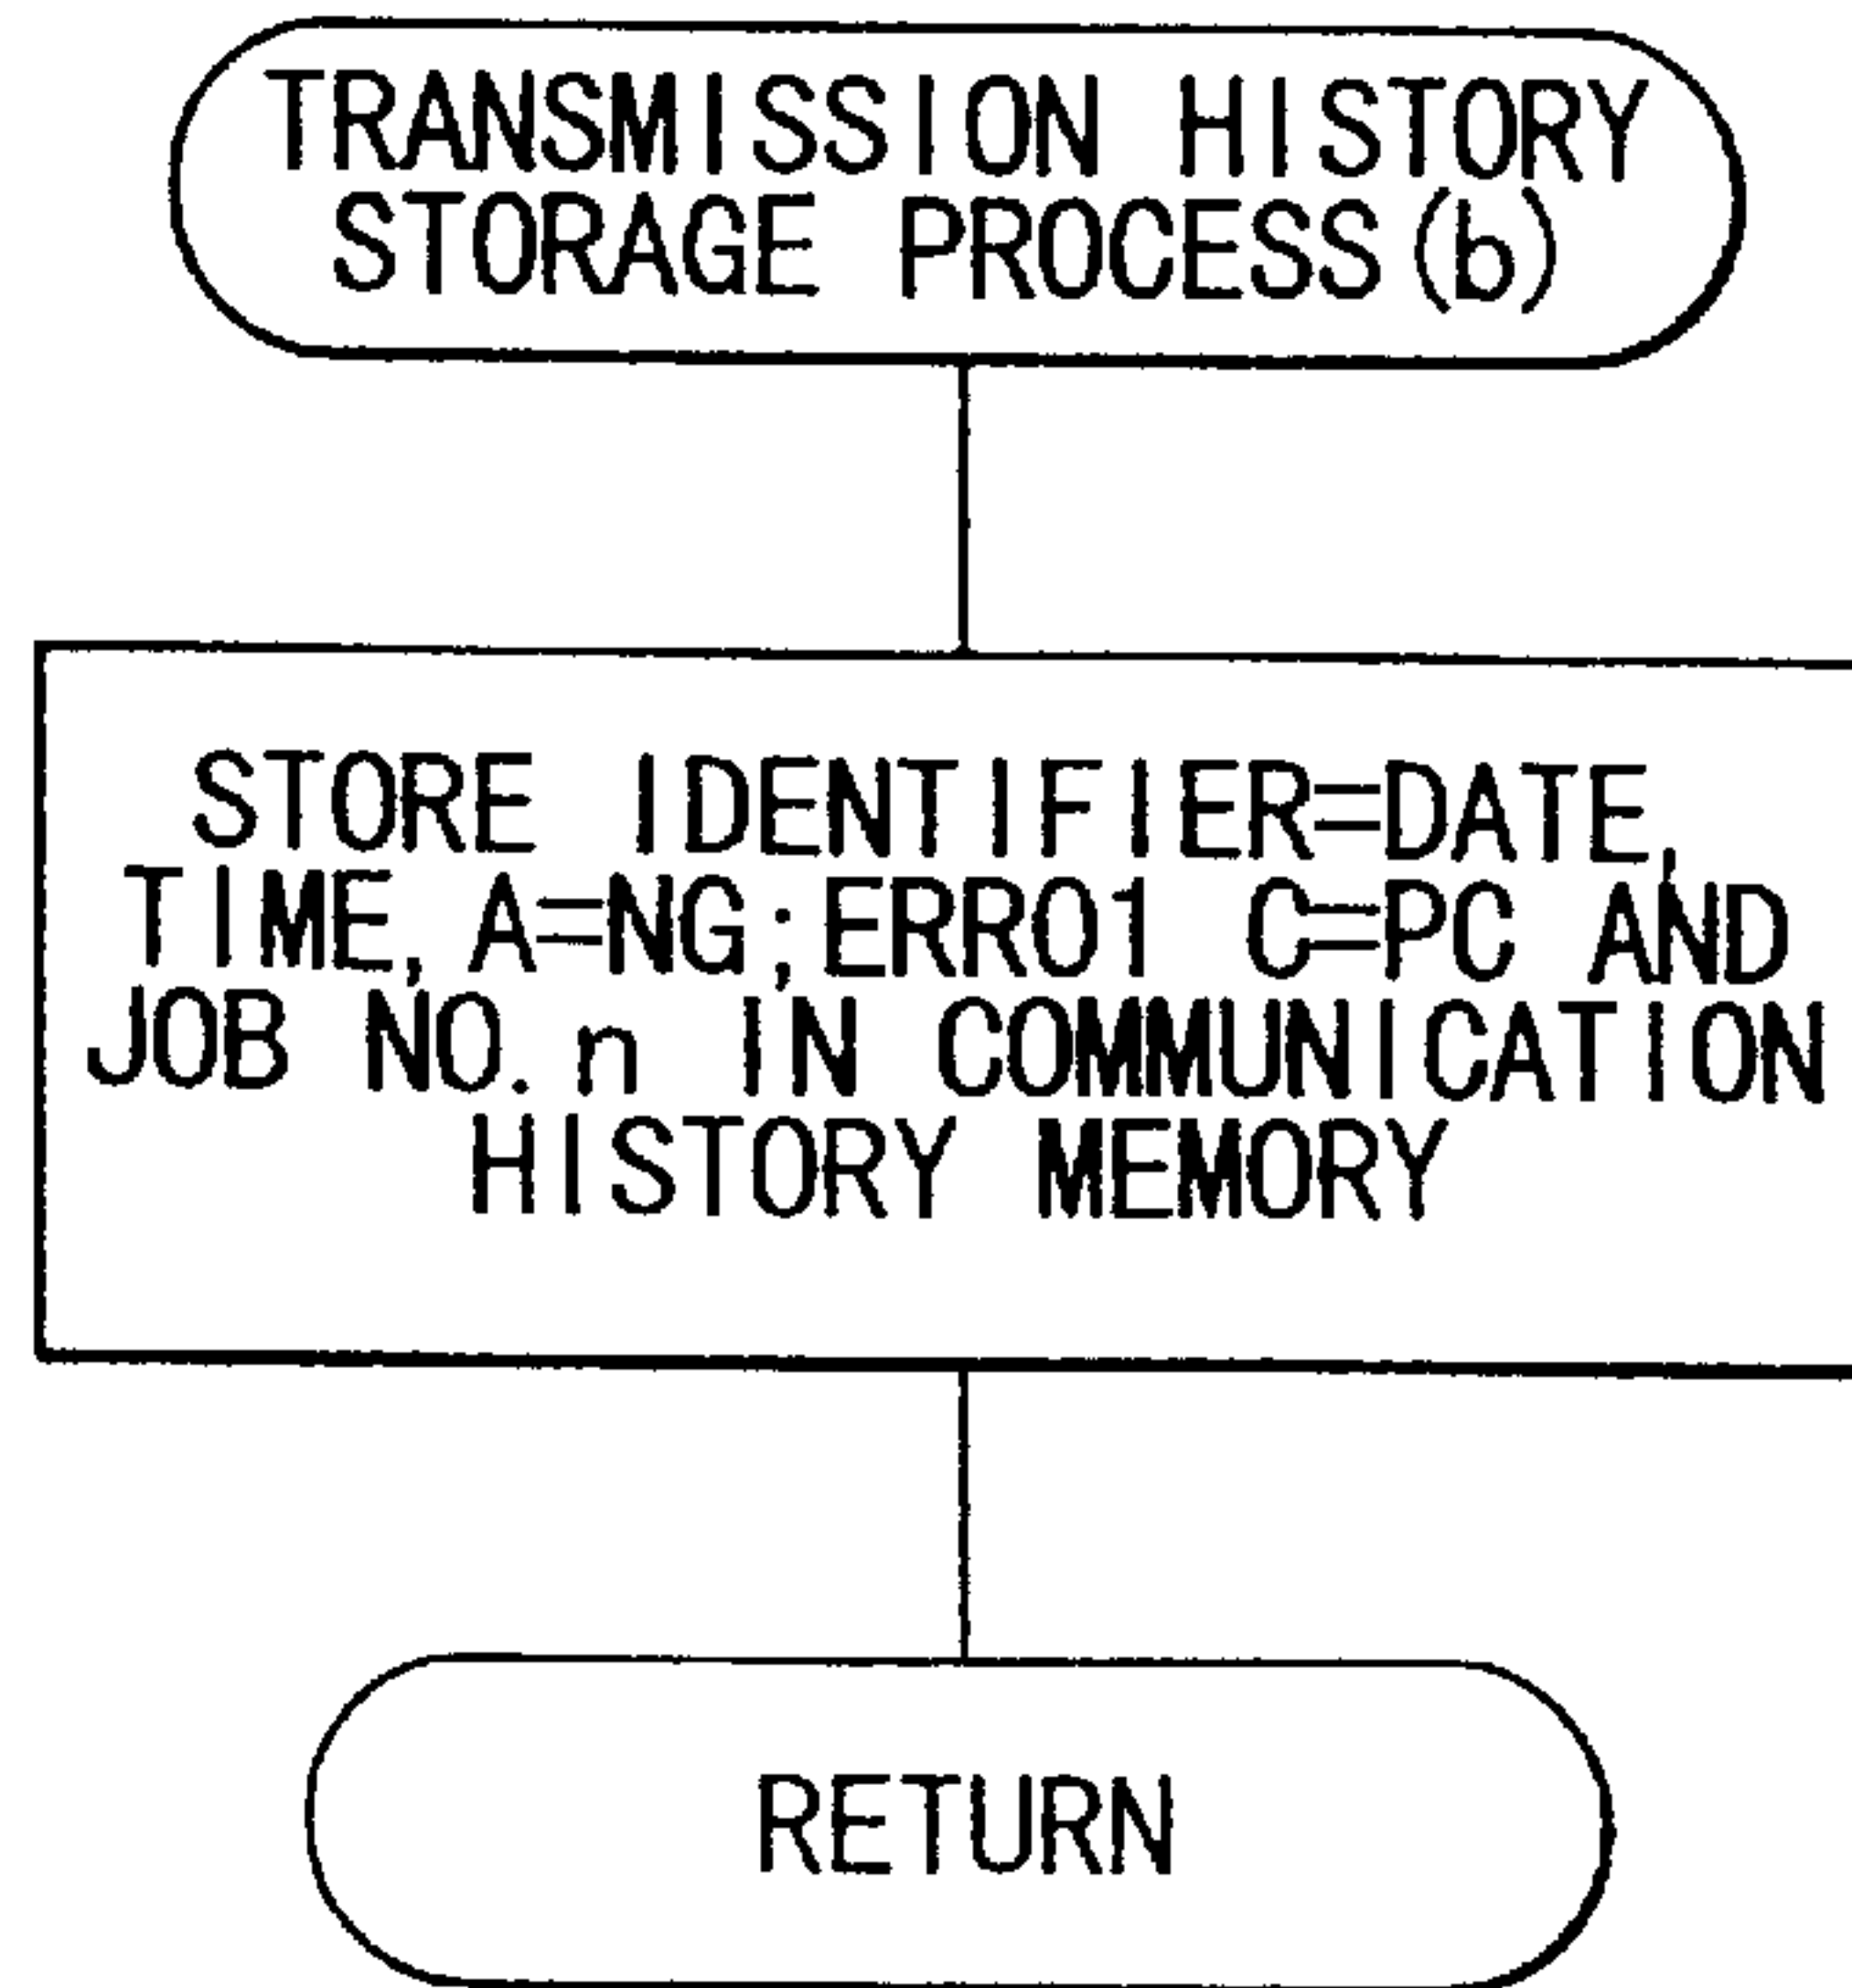 TRANSMISSION HISTORY
STORAGE PROCESS(b)
STORE IDENTIFIER=DATE,
TIME, A=NG;ERR01 C=PC AND
JOB NO. n IN COMMUNICATION
HISTORY MEMORY
RETURN